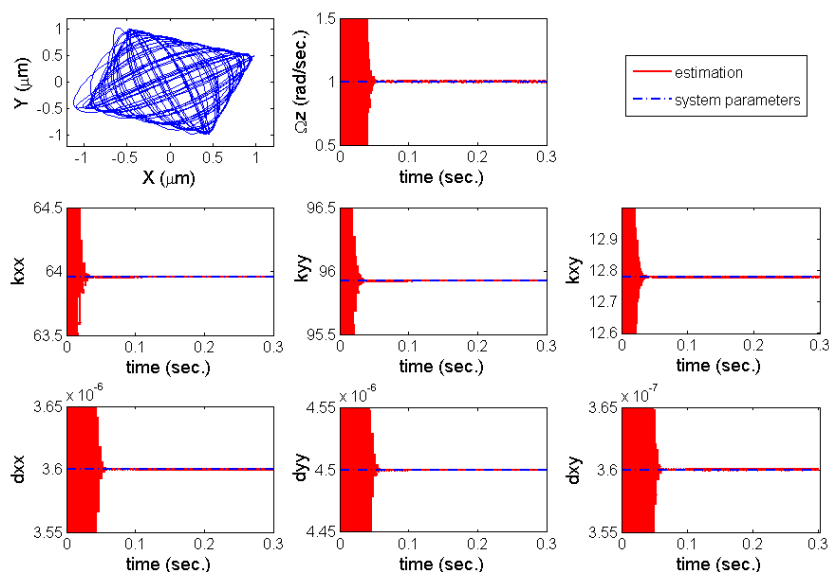 1
0.5
0
-0.5
-1
Y (μm)
-1 -0.5 0 0.5 1
X (μm)
1.5
1
0.5
Ωz (rad/sec.)
0 0.1 0.2 0.3
time (sec.)
estimation
system parameters
64.5
64
63.5
kxx
0 0.1 0.2 0.3
time (sec.)
96.5
96
95.5
kyy
0 0.1 0.2 0.3
time (sec.)
12.9
12.8
12.7
12.6
kxy
0 0.1 0.2 0.3
time (sec.)
x 10^-6
3.65
3.6
3.55
dxx
0 0.1 0.2 0.3
time (sec.)
x 10^-6
4.55
4.5
4.45
dyy
0 0.1 0.2 0.3
time (sec.)
x 10^-7
3.65
3.6
3.55
dxy
0 0.1 0.2 0.3
time (sec.)